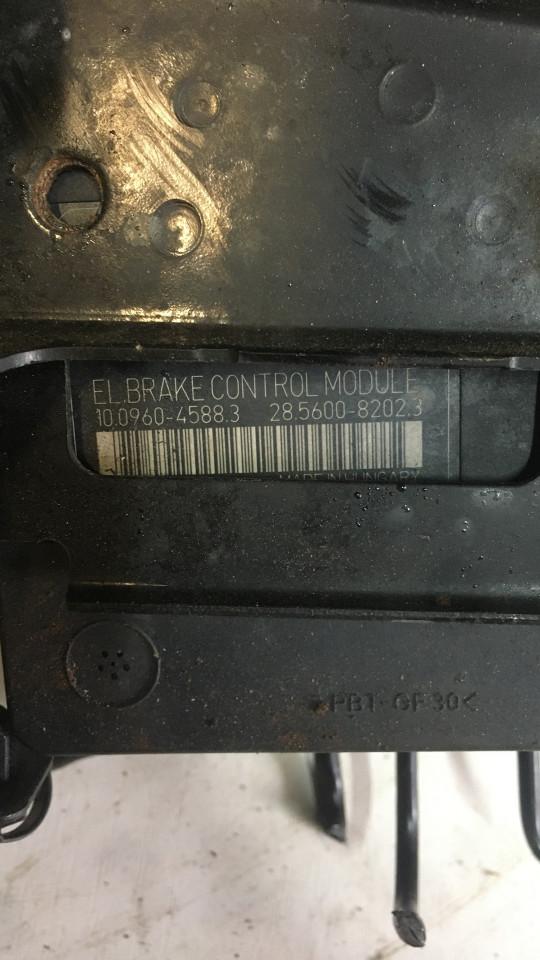 EL.BRAKE CONTROL MODULE
10.0960-4588.3 28.5600-8202.3
MADE IN HUNGARY
PBT-GF30<